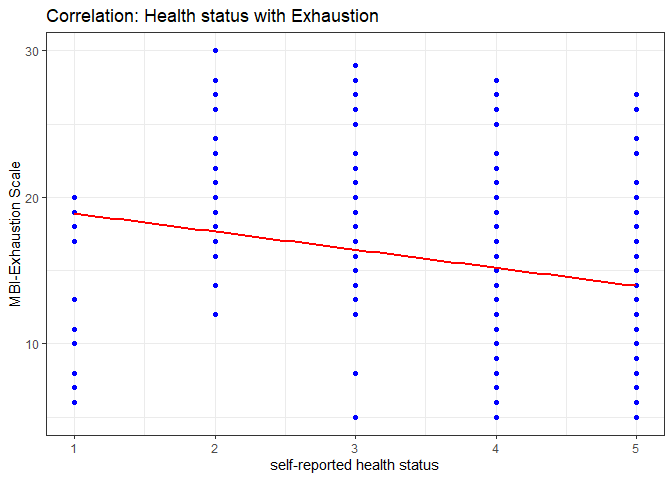 Correlation: Health status with Exhaustion
MBI-Exhaustion Scale
30
20
10
1 2 3 4 5
self-reported health status